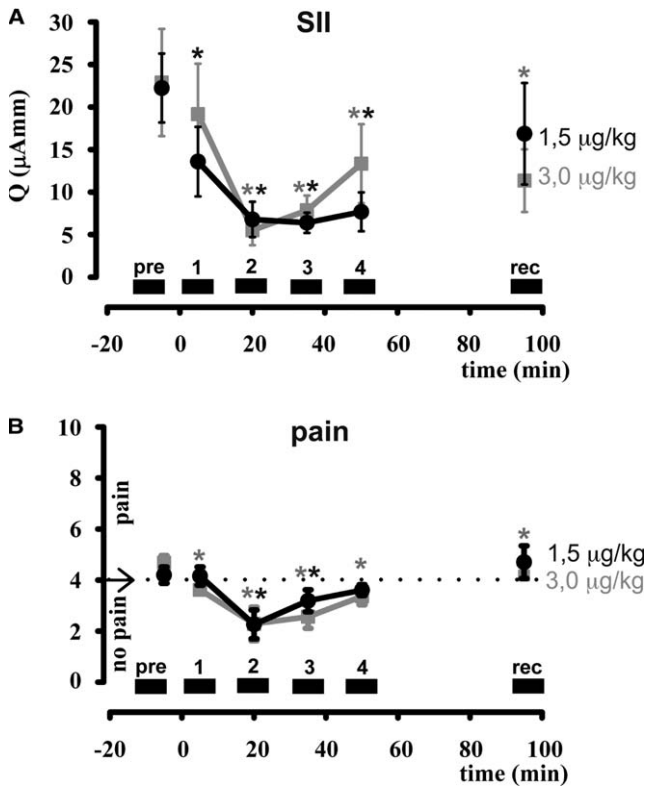 A
SII
Q (µAmm)
30
25
20
15
10
5
0
*
**
**
**
*
1,5 µg/kg
3,0 µg/kg
pre 1 2 3 4 rec
-20 0 20 40 60 80 100
time (min)
B
pain
10
8
6
4
2
0
pain
no pain
*
**
**
*
*
1,5 µg/kg
3,0 µg/kg
pre 1 2 3 4 rec
-20 0 20 40 60 80 100
time (min)